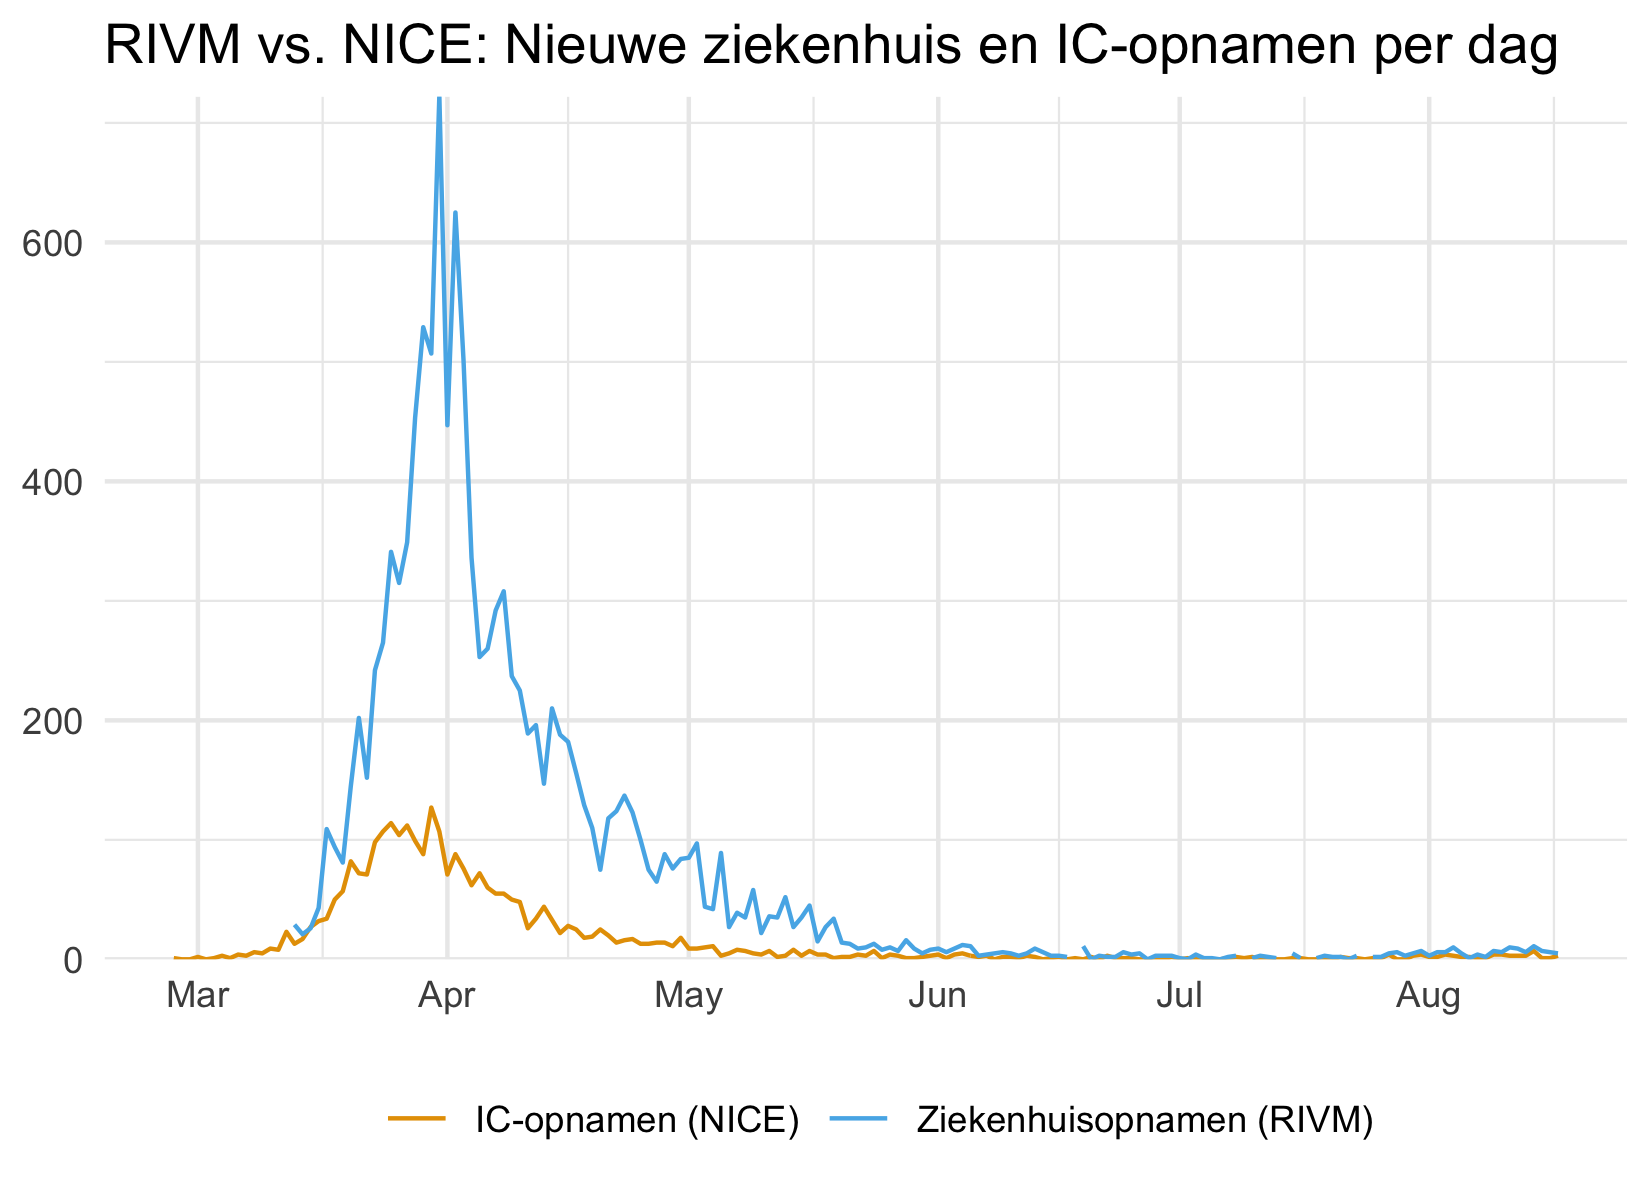 RIVM vs. NICE: Nieuwe ziekenhuis en IC-opnamen per dag
600
400
200
0
Mar Apr May Jun Jul Aug
IC-opnamen (NICE) Ziekenhuisopnamen (RIVM)